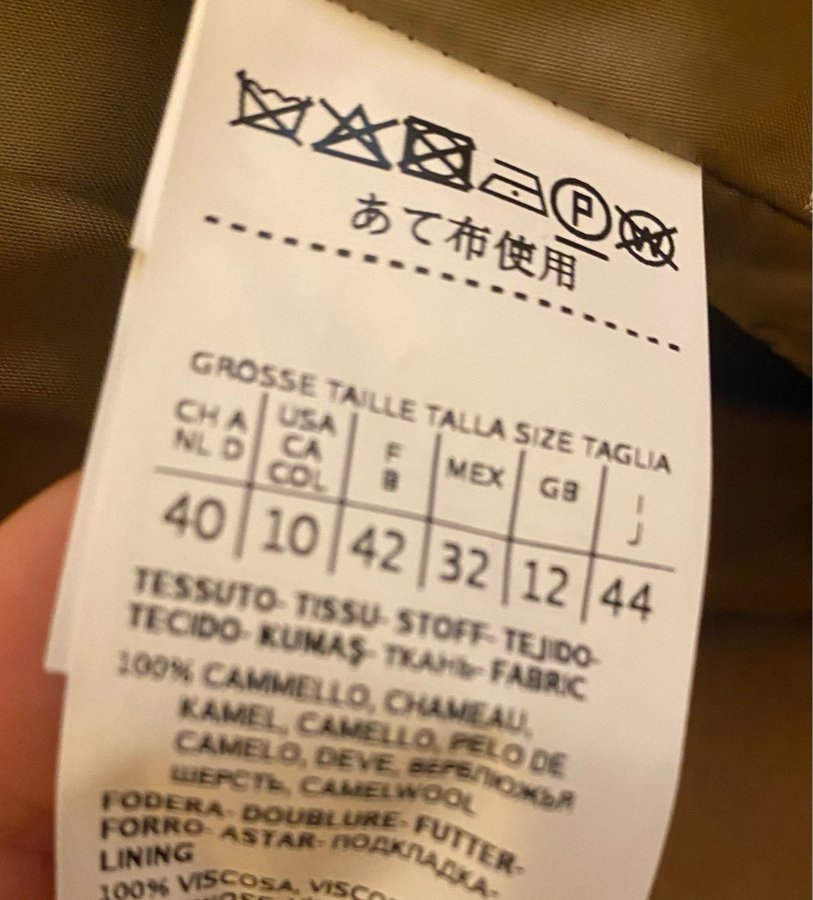 P W
あて布使用
GRÖSSE TAILLE TALLA SIZE TAGLIA
CH A NL D USA CA COL F B MEX GB I J
40 10 42 32 12 44
TESSUTO- TISSU- STOFF- TEJIDO-
TECIDO- KUMAŞ- ТКАНЬ- FABRIC
100% CAMMELLO, CHAMEAU,
KAMEL, CAMELLO, PELO DE
CAMELO, DEVE, ВЕРБЛЮЖЬЯ
ШЕРСТЬ, CAMELWOOL
FODERA- DOUBLURE- FUTTER-
FORRO- ASTAR- ПОДКЛАДКА-
LINING
100% VISCOSA,